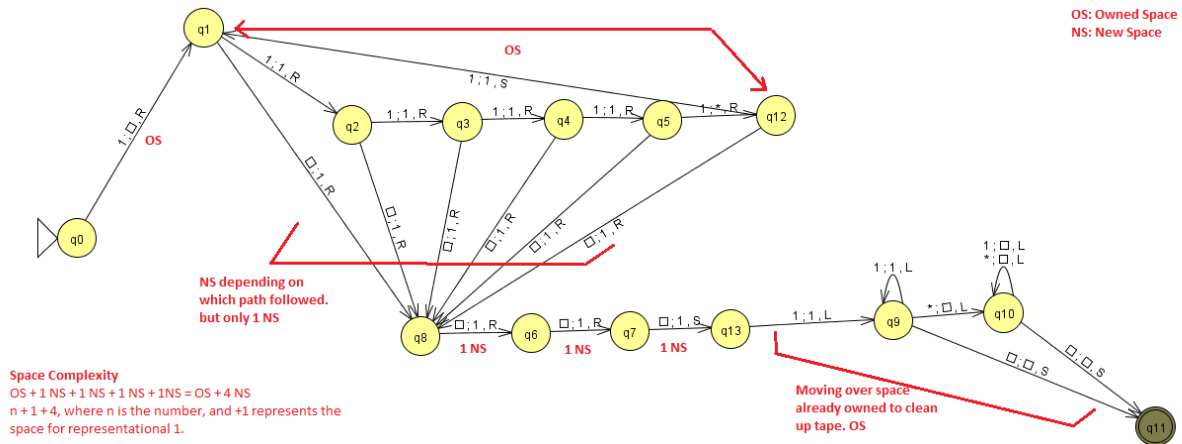 OS: Owned Space
NS: New Space
q1
OS
1 ; 1 , S
1 ; 1 , R
q2
1 ; 1 , R
q3
1 ; 1 , R
q4
1 ; 1 , R
q5
1 ; * , R
q12
1 ; □ , R
OS
□ ; 1 , R
□ ; 1 , R
□ ; 1 , R
□ ; 1 , R
□ ; 1 , R
□ ; 1 , R
q0
NS depending on
which path followed.
but only 1 NS
1 ; □ , L
* ; □ , L
1 ; 1 , L
q8
□ ; 1 , R
q6
□ ; 1 , R
q7
□ ; 1 , S
q13
1 ; 1 , L
q9
* ; □ , L
q10
1 NS
1 NS
1 NS
□ ; □ , S
□ ; □ , S
Space Complexity
OS + 1 NS + 1 NS + 1 NS + 1NS = OS + 4 NS
n + 1 + 4, where n is the number, and +1 represents the
space for representational 1.
Moving over space
already owned to clean
up tape. OS
q11